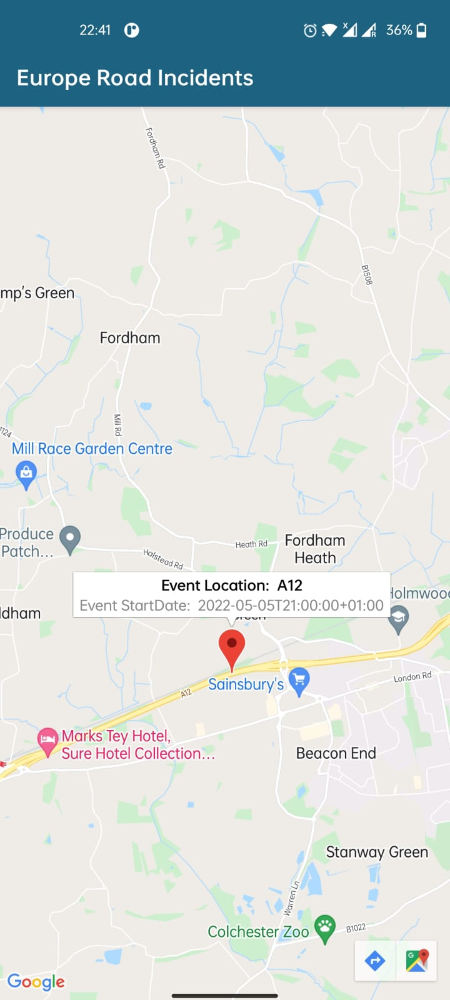 22:41
36%
Europe Road Incidents
Fordham Rd
B1508
mp's Green
Fordham
Mill Rd
1124
Mill Race Garden Centre
Produce
Patch...
Heath Rd
Fordham
Heath
Halstead Rd
Event Location: A12
Event StartDate: 2022-05-05T21:00:00+01:00
Holmwoo
ldham
London Rd
Sainsbury's
A12
Marks Tey Hotel,
Sure Hotel Collection...
Beacon End
Stanway Green
Warren Ln
Colchester Zoo
B1022
Google